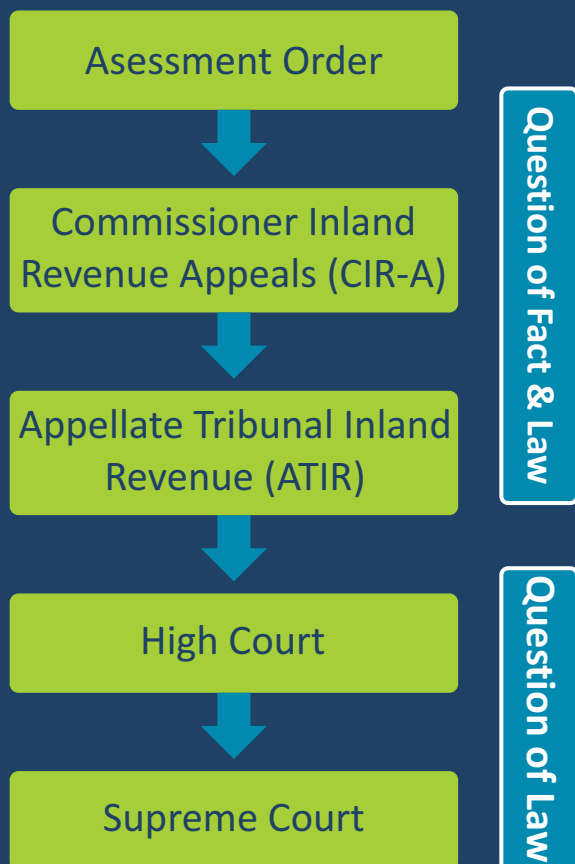 Asessment Order
Commissioner Inland
Revenue Appeals (CIR-A)
Appellate Tribunal Inland
Revenue (ATIR)
High Court
Supreme Court
Question of Fact & Law
Question of Law